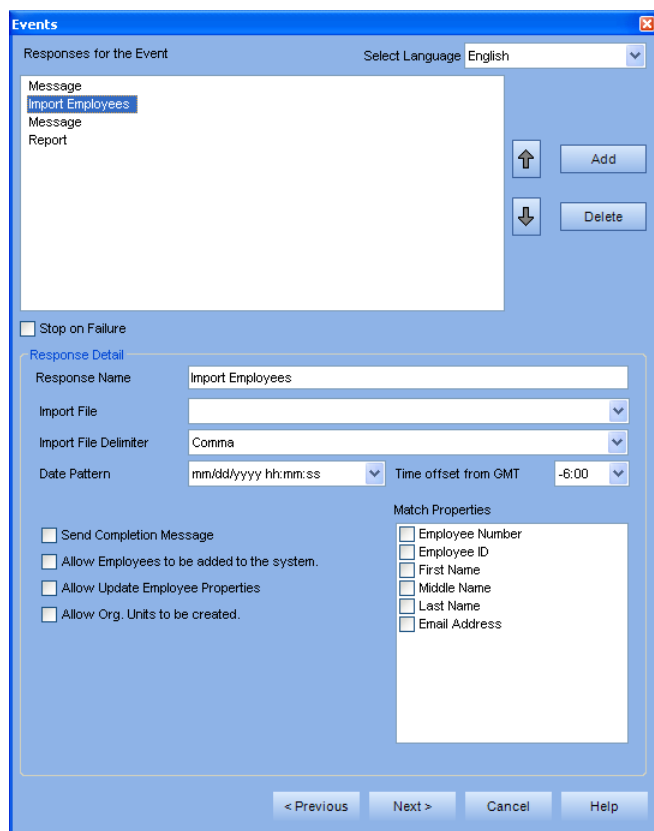 Events
Responses for the Event
Select Language English
Message
Import Employees
Message
Report
Add
Delete
Stop on Failure
Response Detail
Response Name Import Employees
Import File
Import File Delimiter Comma
Date Pattern mm/dd/yyyy hh:mm:ss Time offset from GMT -6:00
Match Properties
Send Completion Message
Allow Employees to be added to the system.
Allow Update Employee Properties
Allow Org. Units to be created.
Employee Number
Employee ID
First Name
Middle Name
Last Name
Email Address
< Previous Next > Cancel Help